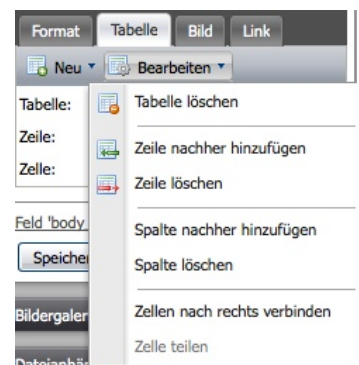 Format Tabelle Bild Link
Neu Bearbeiten
Tabelle: Tabelle löschen
Zeile: Zeile nachher hinzufügen
Zelle: Zeile löschen
Feld 'body_ Spalte nachher hinzufügen
Speicher Spalte löschen
Bildergaler Zellen nach rechts verbinden
Zelle teilen